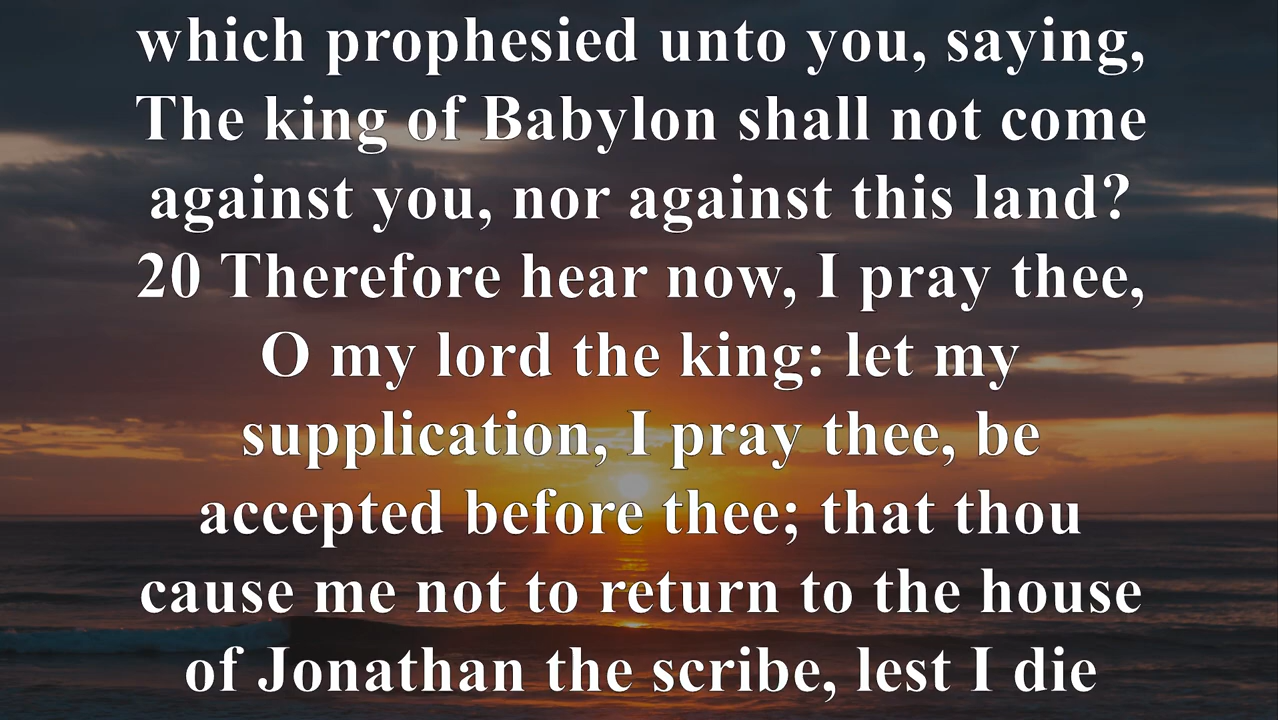 which prophesied unto you, saying,
The king of Babylon shall not come
against you, nor against this land?
20 Therefore hear now, I pray thee,
O my lord the king: let my
supplication, I pray thee, be
accepted before thee; that thou
cause me not to return to the house
of Jonathan the scribe, lest I die